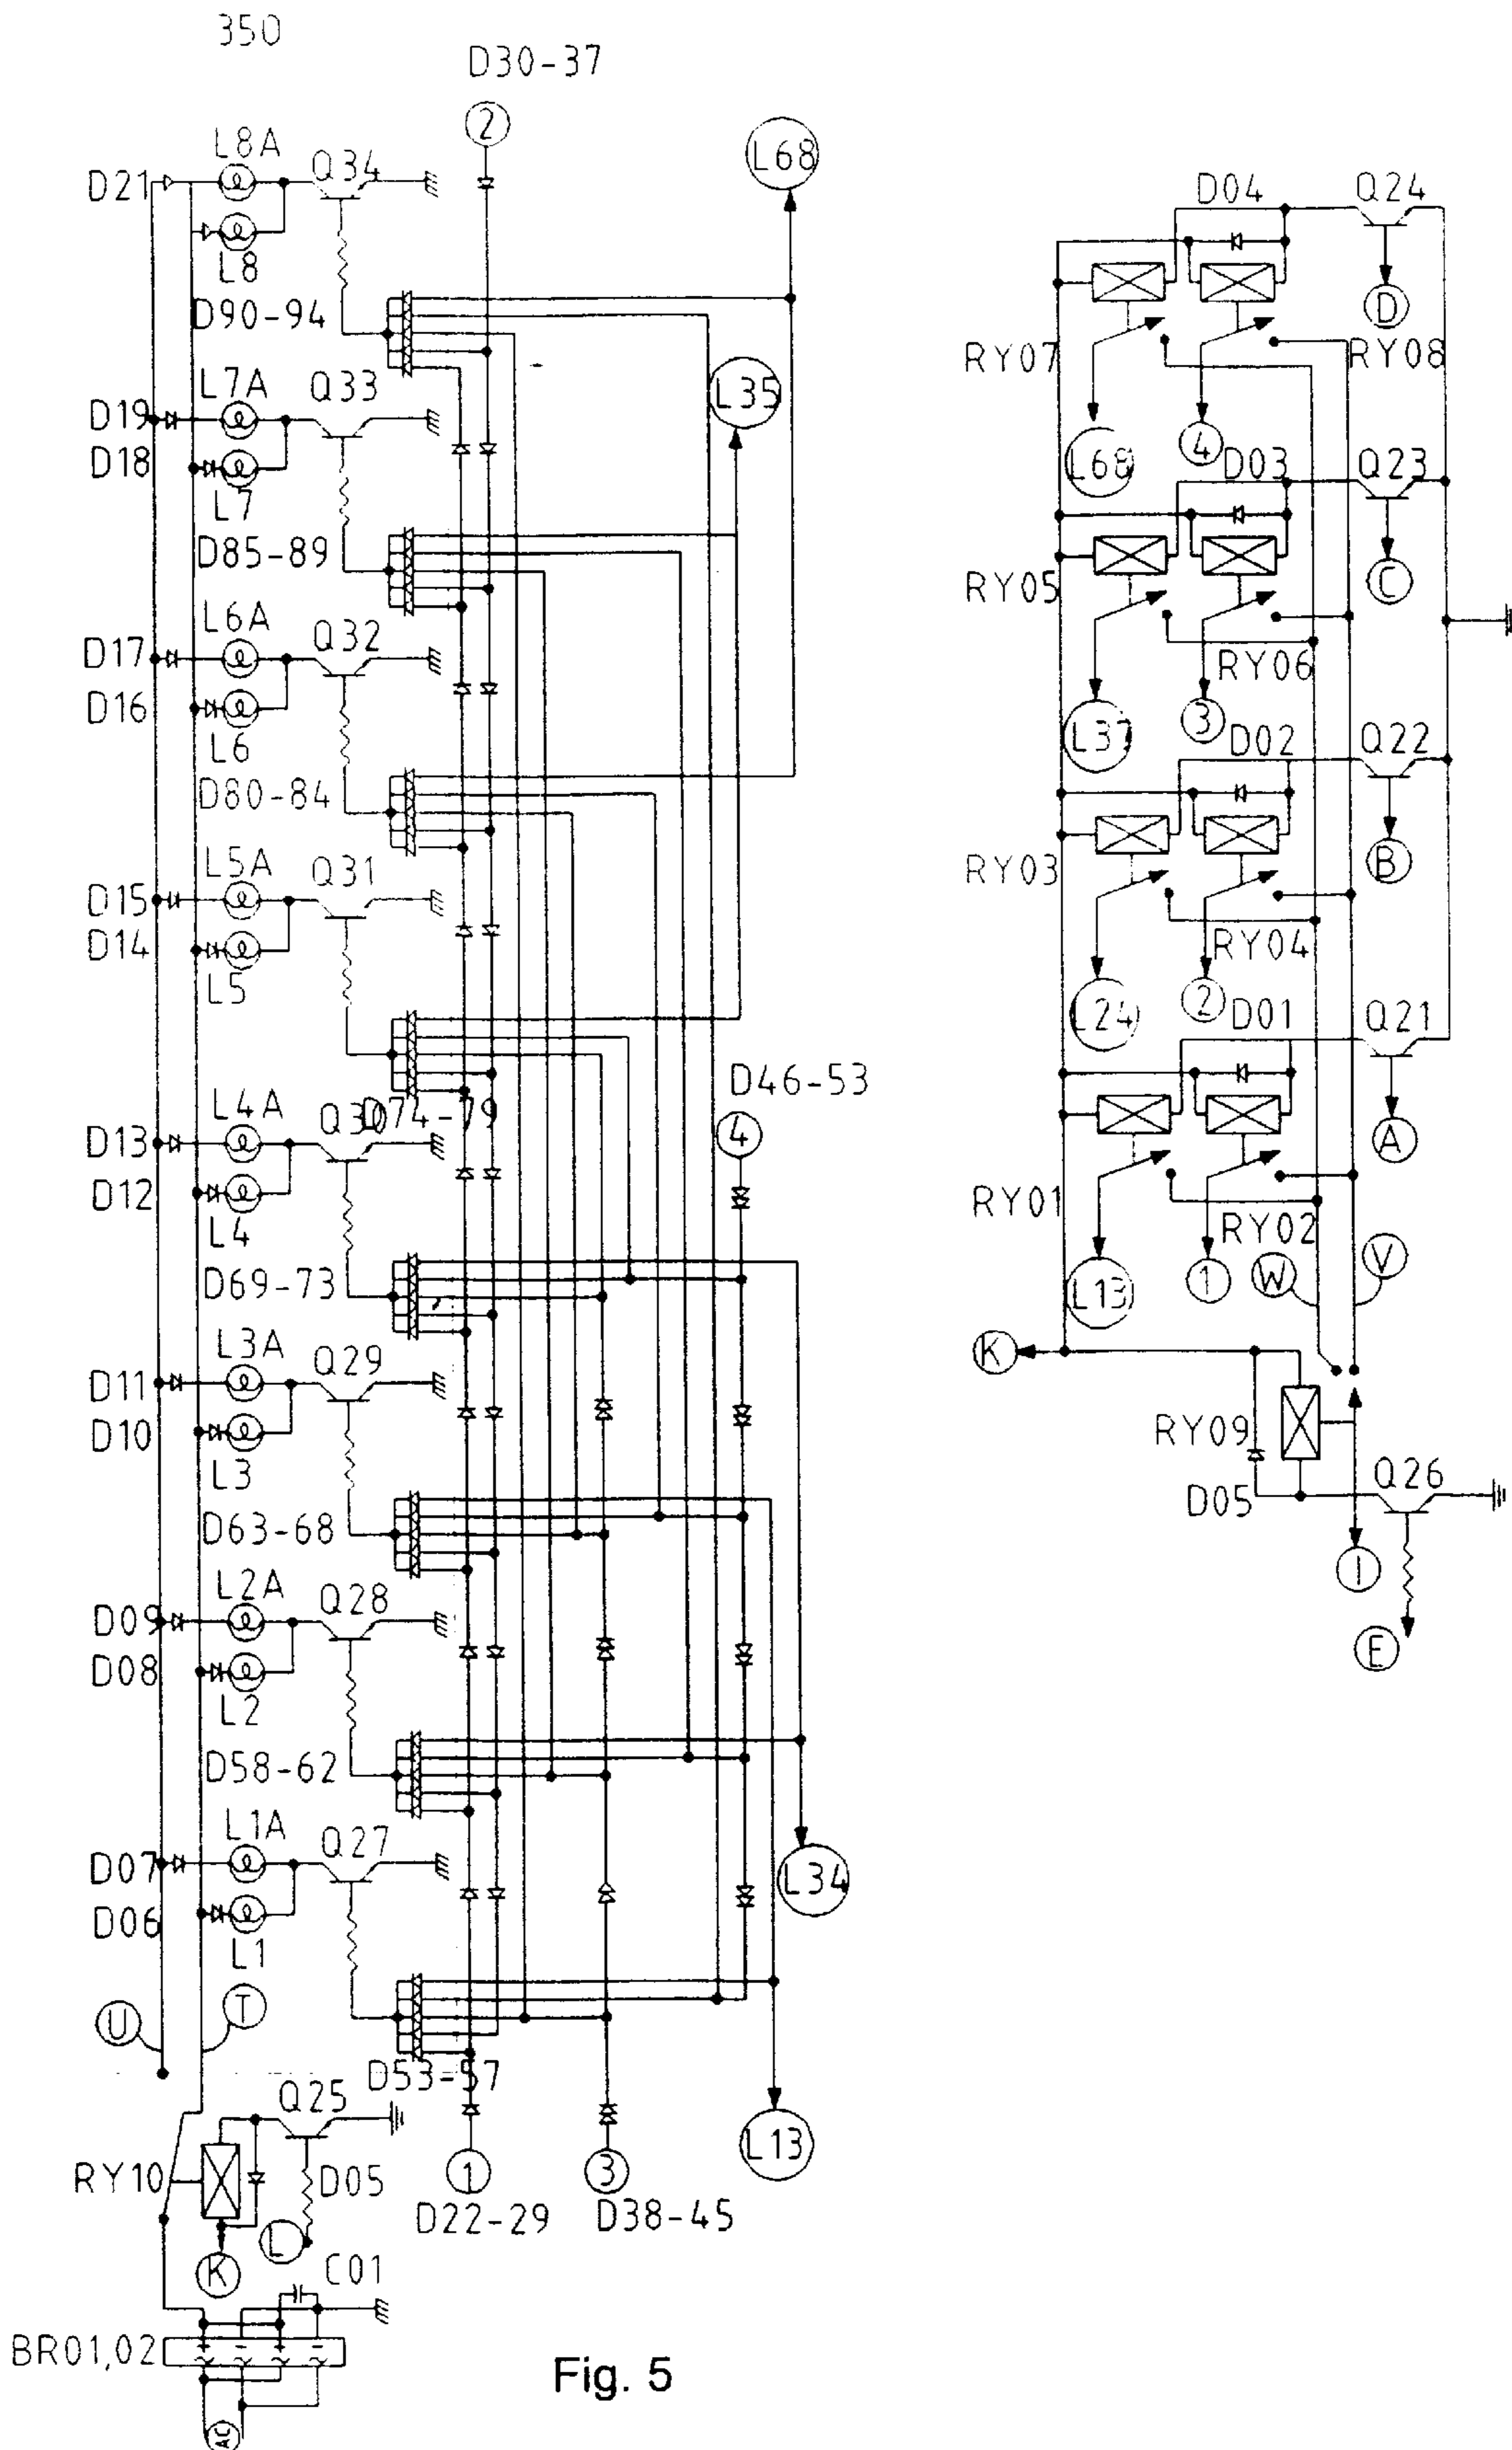 350
D30-37
2
L68
L8A
Q34
D21
L8
D90-94
L7A
Q33
D19
D18
L7
L35
D85-89
L6A
Q32
D17
D16
L6
D80-84
L5A
Q31
D15
D14
L5
D74-79
L4A
Q30
D13
D12
L4
D46-53
4
D69-73
L3A
Q29
D11
D10
L3
D63-68
L2A
Q28
D09
D08
L2
D58-62
L1A
Q27
D07
D06
L1
L34
U
T
D53-57
Q25
RY10
D05
K
L
1
D22-29
3
D38-45
L13
C01
BR01,02
AC
Fig. 5
D04
Q24
D
RY07
RY08
L68
4
D03
Q23
C
RY05
RY06
L37
3
D02
Q22
B
RY03
RY04
L24
2
D01
Q21
A
RY01
RY02
L13
1
W
V
K
RY09
D05
Q26
I
E